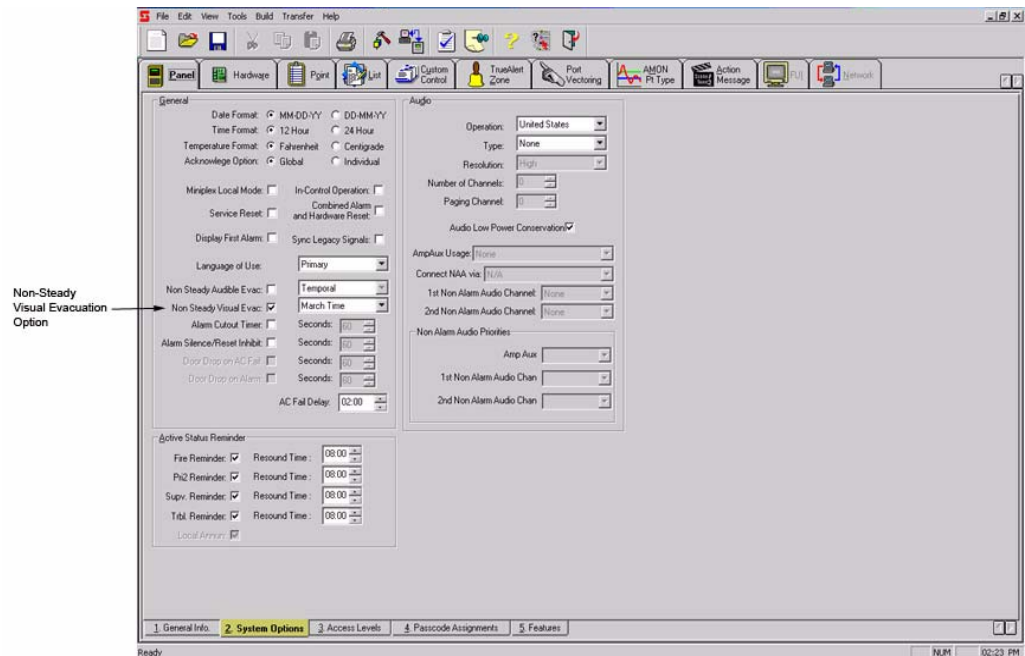 File Edit View Tools Build Transfer Help
Panel Hardware Point List Custom Control TrueAlert Zone Port Vectoring AMON Pt Type Action Message FUI Network
General
Date Format: MM-DD-YY DD-MM-YY
Time Format: 12 Hour 24 Hour
Temperature Format: Fahrenheit Centigrade
Acknowlege Option: Global Individual
Miniplex Local Mode: In-Control Operation:
Service Reset: Combined Alarm and Hardware Reset:
Display First Alarm: Sync Legacy Signals:
Language of Use: Primary
Non Steady Audible Evac: Temporal
Non Steady Visual Evac: March Time
Alarm Cutout Timer: Seconds: 60
Alarm Silence/Reset Inhibit: Seconds: 60
Door Drop on AC Fail: Seconds: 60
Door Drop on Alarm: Seconds: 60
AC Fail Delay: 02:00
Active Status Reminder
Fire Reminder: Resound Time : 08:00
Pri2 Reminder: Resound Time : 08:00
Supv. Reminder: Resound Time : 08:00
Trbl. Reminder: Resound Time : 08:00
Local Annun:
Audio
Operation: United States
Type: None
Resolution: High
Number of Channels: 0
Paging Channel: 0
Audio Low Power Conservation
AmpAux Usage: None
Connect NAA via: N/A
1st Non Alarm Audio Channel: None
2nd Non Alarm Audio Channel: None
Non Alarm Audio Priorities
Amp Aux
1st Non Alarm Audio Chan
2nd Non Alarm Audio Chan
Non-Steady
Visual Evacuation
Option
1. General Info. 2. System Options 3. Access Levels 4. Passcode Assignments 5. Features
Ready NUM 02:23 PM